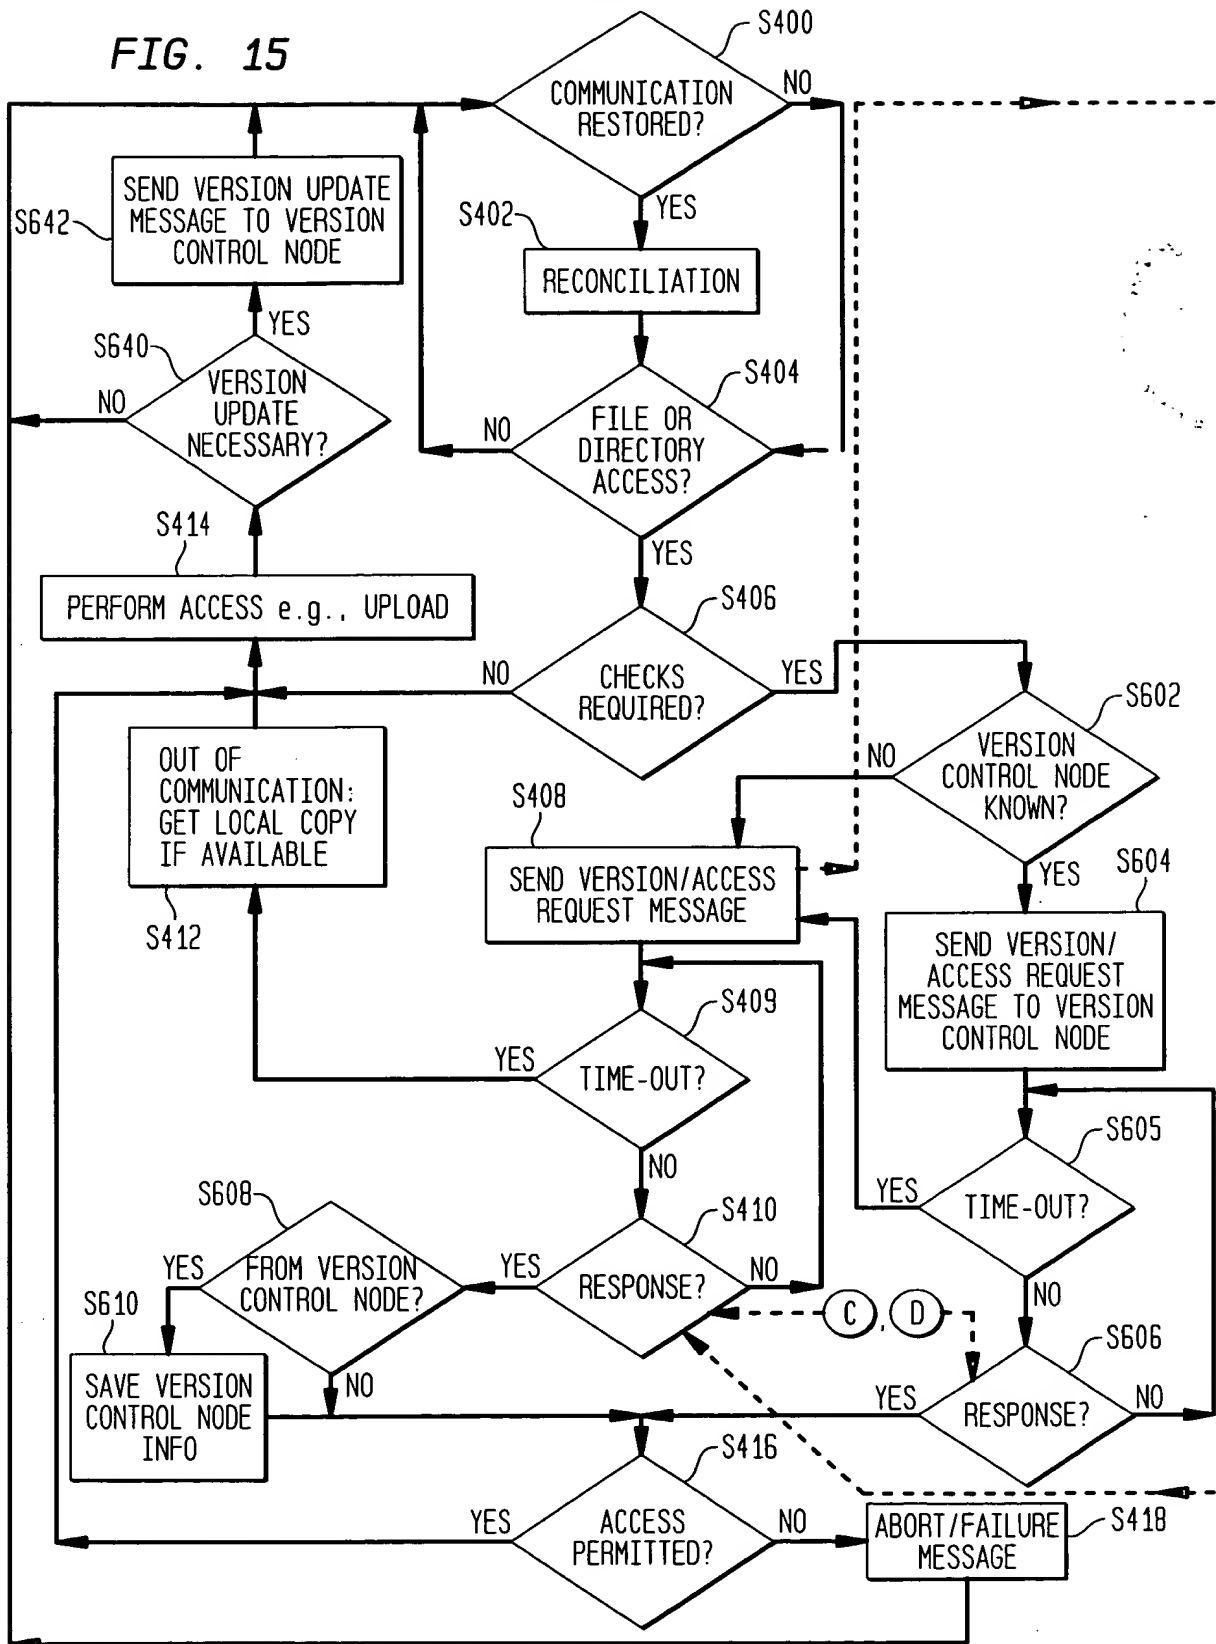 FIG. 15
S400
COMMUNICATION
RESTORED?
NO
YES
S402
RECONCILIATION
S404
FILE OR
DIRECTORY
ACCESS?
NO
YES
S406
CHECKS
REQUIRED?
NO
YES
S642
SEND VERSION UPDATE
MESSAGE TO VERSION
CONTROL NODE
YES
S640
VERSION
UPDATE
NECESSARY?
NO
S414
PERFORM ACCESS e.g., UPLOAD
OUT OF
COMMUNICATION:
GET LOCAL COPY
IF AVAILABLE
S412
S602
VERSION
CONTROL NODE
KNOWN?
NO
YES
S408
SEND VERSION/ACCESS
REQUEST MESSAGE
S604
SEND VERSION/
ACCESS REQUEST
MESSAGE TO VERSION
CONTROL NODE
S409
TIME-OUT?
YES
NO
S605
TIME-OUT?
YES
NO
S608
FROM VERSION
CONTROL NODE?
YES
NO
S410
RESPONSE?
YES
NO
C, D
S606
RESPONSE?
YES
NO
S610
SAVE VERSION
CONTROL NODE
INFO
S416
ACCESS
PERMITTED?
YES
NO
ABORT/FAILURE
MESSAGE
S418